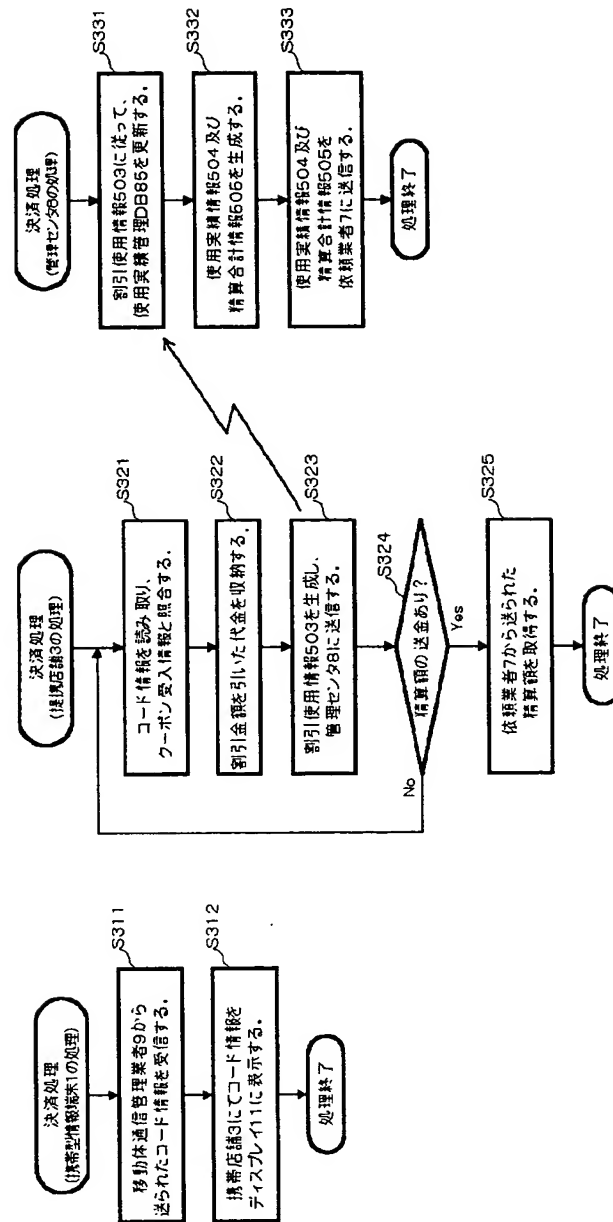 決済処理
(携帯型情報端末1の処理)
S311
移動体通信管理業者9から
送られたコード情報を受信する。
S312
携帯店舗3にてコード情報を
ディスプレイ11に表示する。
処理終了
決済処理
(提携店舗3の処理)
S321
コード情報を読み取り、
クーポン受入情報と照合する。
S322
割引金額を引いた代金を収納する。
S323
割引使用情報503を生成し、
管理センタ8に送信する。
S324
精算額の送金あり？
No
Yes
S325
依頼業者7から送られた
精算額を取得する。
処理終了
決済処理
(管理センタ8の処理)
S331
割引使用情報503に従って、
使用実績管理DB85を更新する。
S332
使用実績情報504及び
精算合計情報505を生成する。
S333
使用実績情報504及び
精算合計情報505を
依頼業者7に送信する。
処理終了